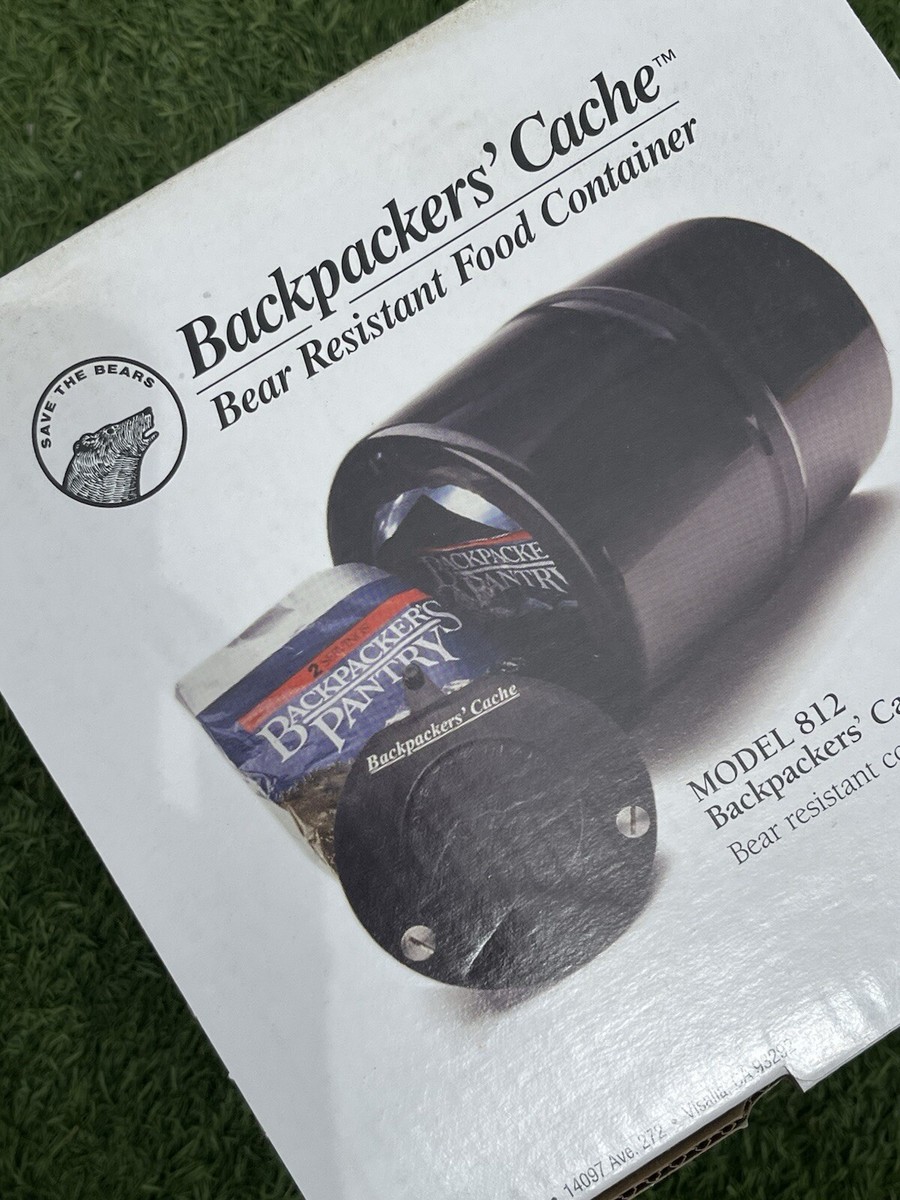 Backpackers' Cache™
Bear Resistant Food Container
SAVE THE BEARS
BACKPACKE
PANTRY
2 SERVINGS
BACKPACKER'S
PANTRY
Backpackers' Cache
MODEL 812
Backpackers' Ca
Bear resistant co
14097 Ave. 272 • Visalia, CA 93292